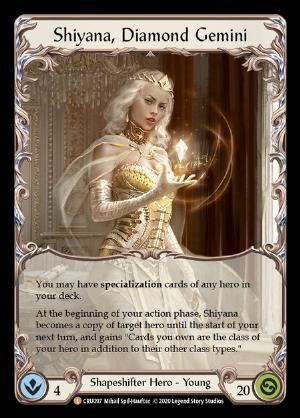 Shiyana, Diamond Gemini
You may have specialization cards of any hero in
your deck.
At the beginning of your action phase, Shiyana
becomes a copy of target hero until the start of your
next turn, and gains "Cards you own are the class of
this hero in addition to their other class types."
4
Shapeshifter Hero - Young
20
L CRU097 Mihail Spil-Haufter © 2020 Legend Story Studios